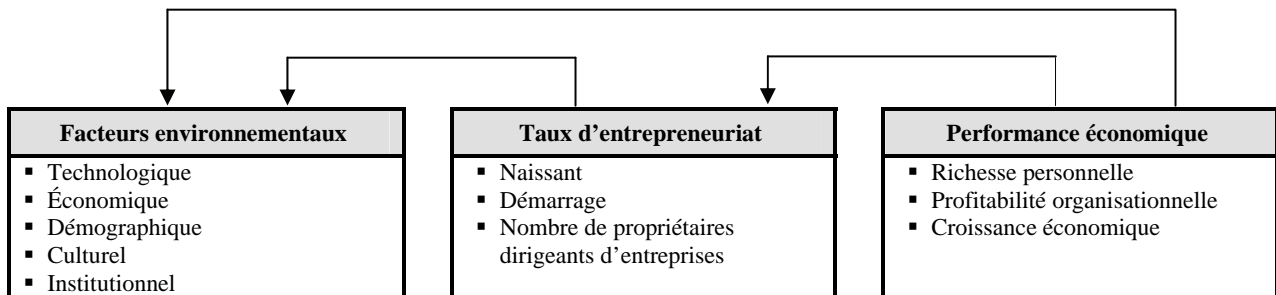 Facteurs environnementaux
▪ Technologique
▪ Économique
▪ Démographique
▪ Culturel
▪ Institutionnel
Taux d’entrepreneuriat
▪ Naissant
▪ Démarrage
▪ Nombre de propriétaires
dirigeants d’entreprises
Performance économique
▪ Richesse personnelle
▪ Profitabilité organisationnelle
▪ Croissance économique